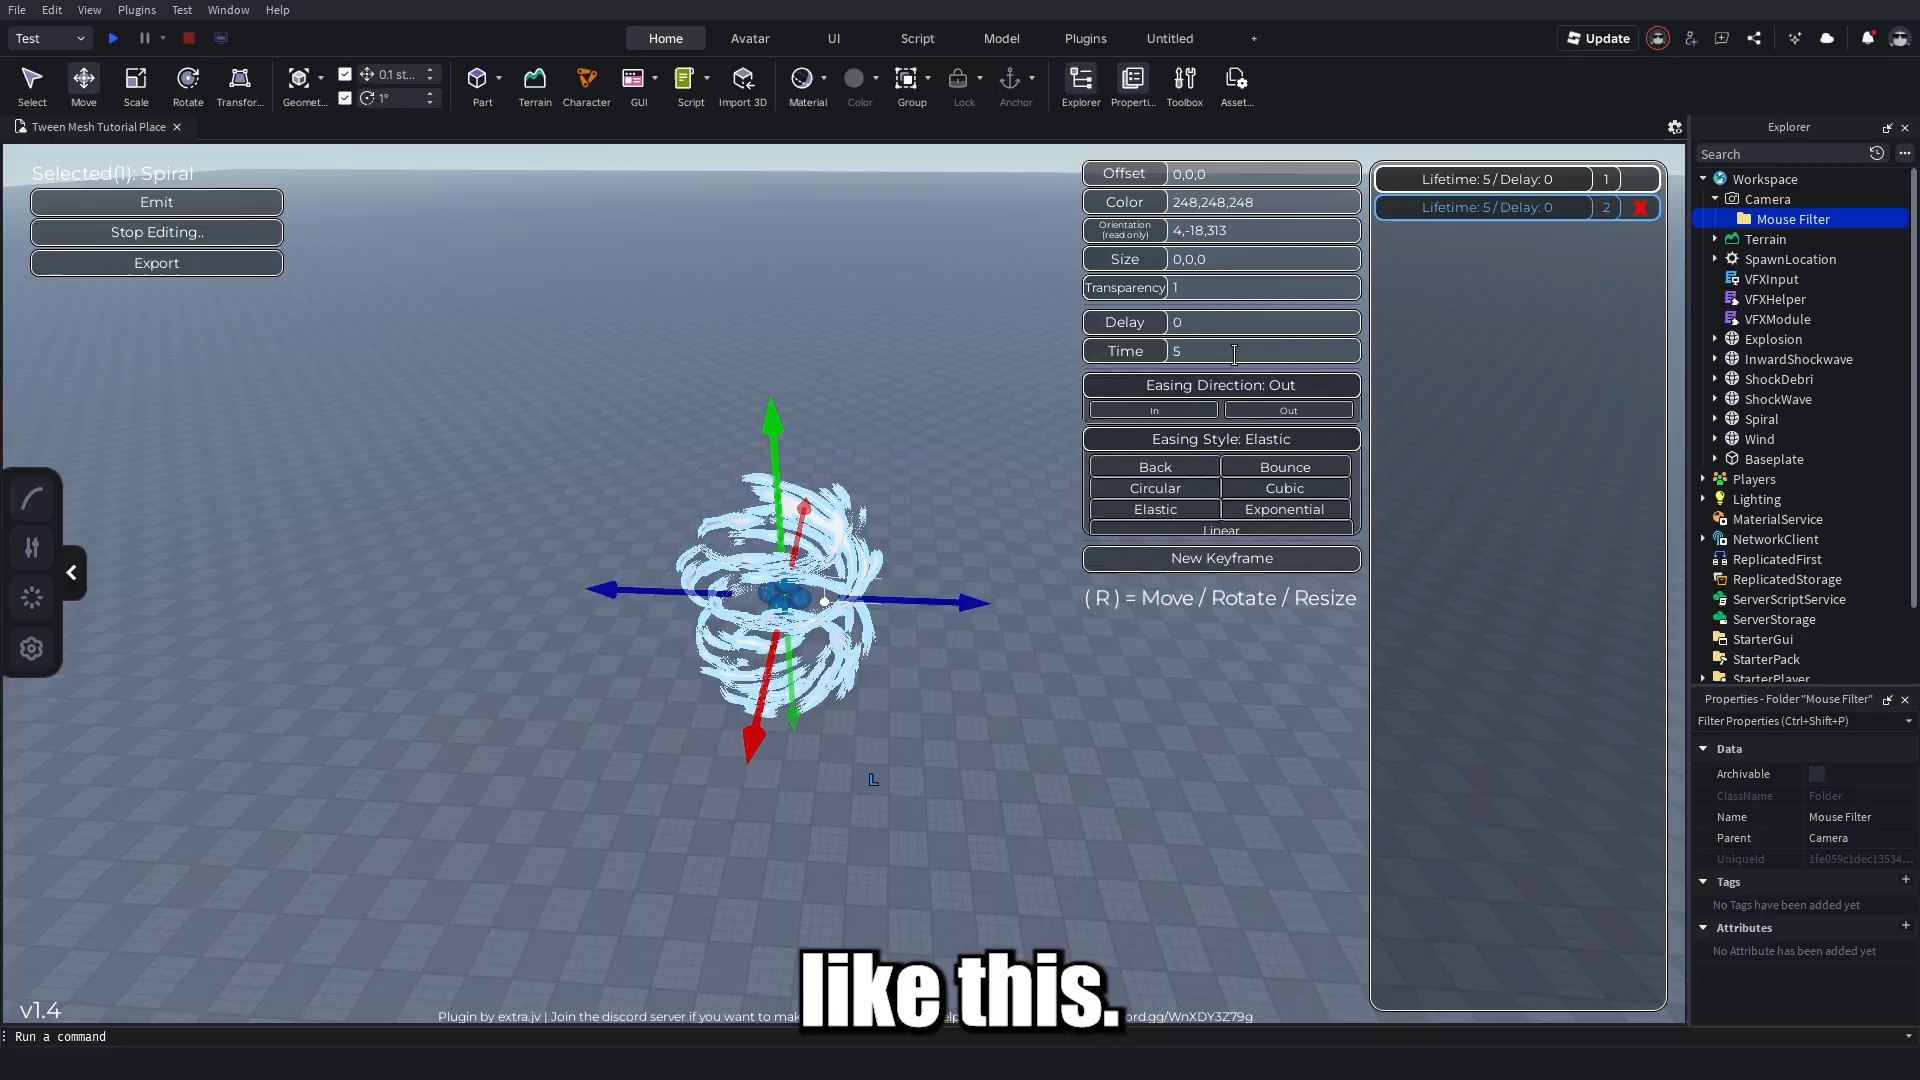 File Edit View Plugins Test Window Help
Test
Home Avatar UI Script Model Plugins Untitled +
Update
Select Move Scale Rotate Transfor... Geomet... 0.1 st... 1° Part Terrain Character GUI Script Import 3D Material Color Group Lock Anchor Explorer Properti... Toolbox Asset...
Tween Mesh Tutorial Place
Selected(1): Spiral
Emit
Stop Editing..
Export
Offset 0,0,0
Color 248,248,248
Orientation (read only) 4,-18,313
Size 0,0,0
Transparency 1
Delay 0
Time 5
Easing Direction: Out
In Out
Easing Style: Elastic
Back Bounce
Circular Cubic
Elastic Exponential
Linear
New Keyframe
( R ) = Move / Rotate / Resize
Lifetime: 5 / Delay: 0 1
Lifetime: 5 / Delay: 0 2
L
like this.
v1.4
Plugin by extra.jv | Join the discord server if you want to
Run a command
Explorer
Search
Workspace
Camera
Mouse Filter
Terrain
SpawnLocation
VFXInput
VFXHelper
VFXModule
Explosion
InwardShockwave
ShockDebri
ShockWave
Spiral
Wind
Baseplate
Players
Lighting
MaterialService
NetworkClient
ReplicatedFirst
ReplicatedStorage
ServerScriptService
ServerStorage
StarterGui
StarterPack
StarterPlayer
Properties - Folder "Mouse Filter"
Filter Properties (Ctrl+Shift+P)
Data
Archivable
ClassName Folder
Name Mouse Filter
Parent Camera
UniqueId 1fe059c1dec13534...
Tags
No Tags have been added yet
Attributes
No Attribute has been added yet